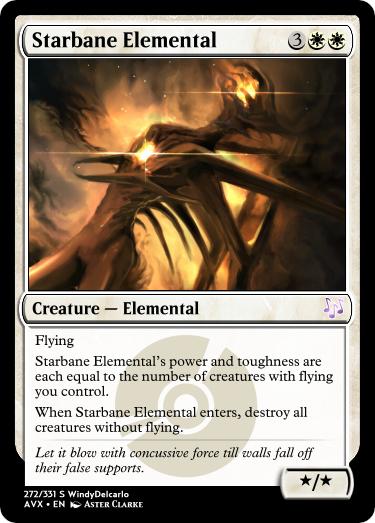 Starbane Elemental 3
Creature — Elemental
Flying
Starbane Elemental's power and toughness are
each equal to the number of creatures with flying
you control.
When Starbane Elemental enters, destroy all
creatures without flying.
Let it blow with concussive force till walls fall off
their false supports.
*/*
272/331 S WindyDelcarlo
AVX • EN Aster Clarke